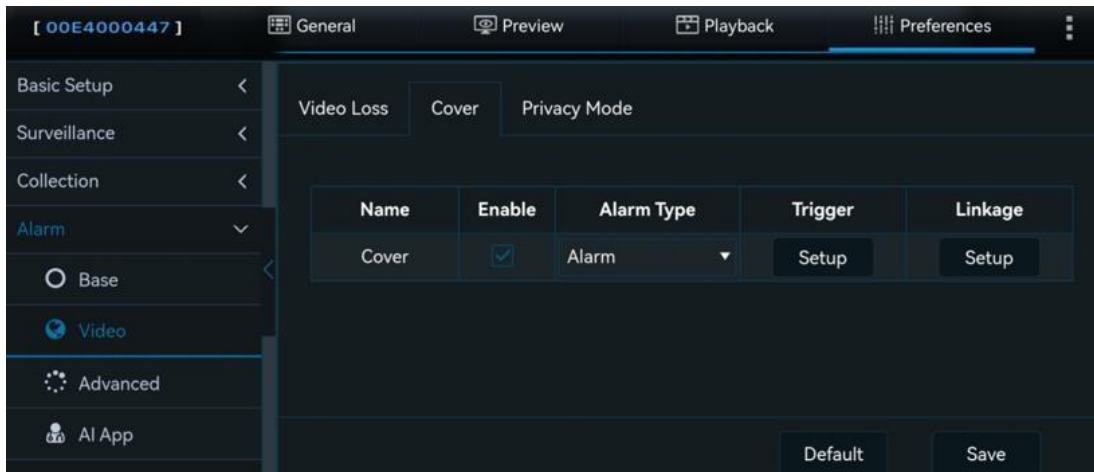 [ 00E4000447 ] General Preview Playback Preferences
Basic Setup
Surveillance
Collection
Alarm
Base
Video
Advanced
AI App
Video Loss Cover Privacy Mode
Name Enable Alarm Type Trigger Linkage
Cover Alarm Setup Setup
Default Save